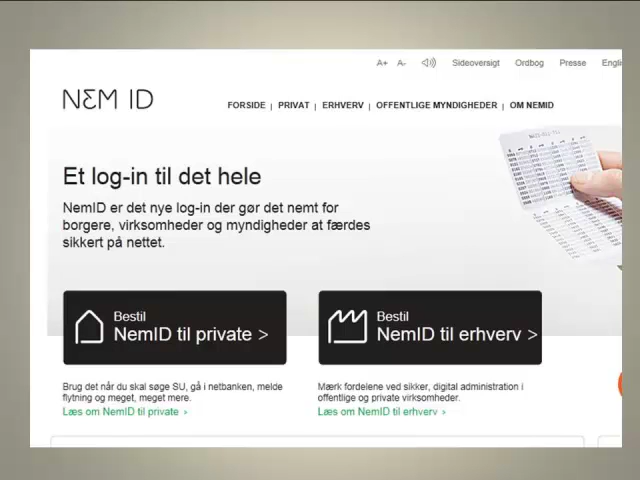 A+ A- Sideoversigt Ordbog Presse Engli
NEM ID
FORSIDE | PRIVAT | ERHVERV | OFFENTLIGE MYNDIGHEDER | OM NEMID
Et log-in til det hele
NemID er det nye log-in der gør det nemt for
borgere, virksomheder og myndigheder at færdes
sikkert på nettet.
Bestil
NemID til private >
Bestil
NemID til erhverv >
Brug det når du skal søge SU, gå i netbanken, melde
flytning og meget, meget mere.
Læs om NemID til private ›
Mærk fordelene ved sikker, digital administration i
offentlige og private virksomheder.
Læs om NemID til erhverv ›